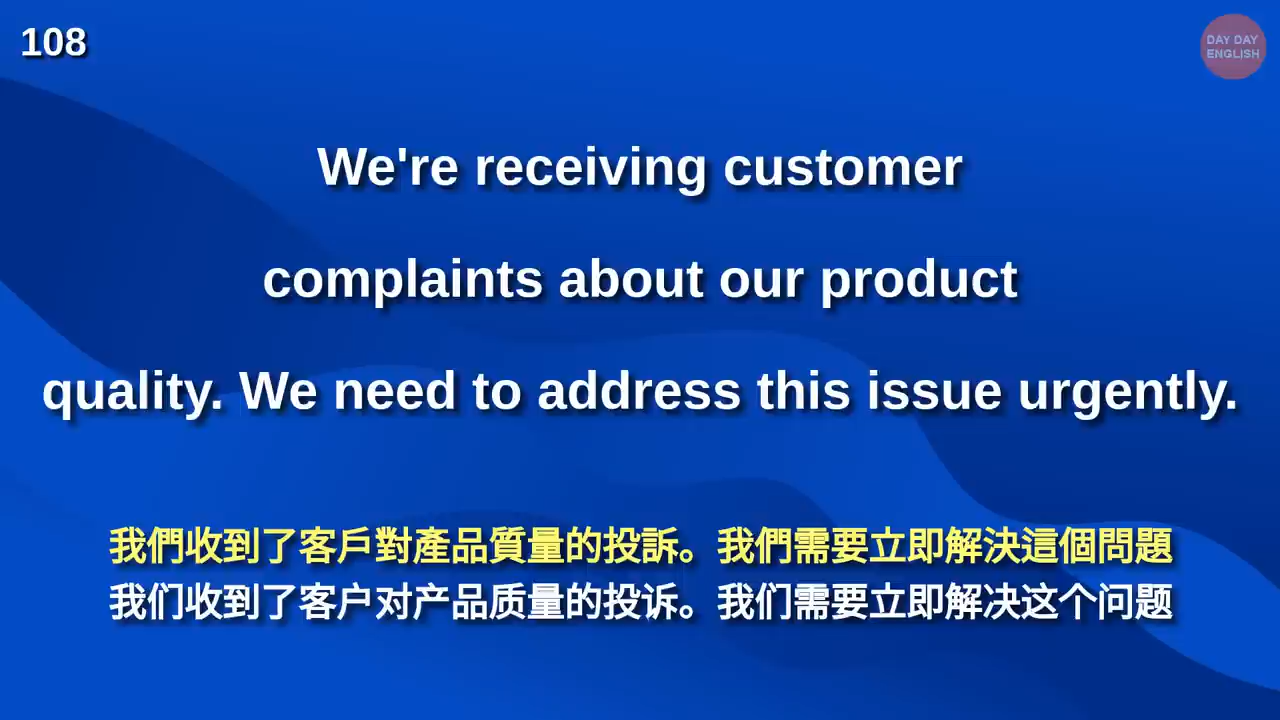 108
DAY DAY
ENGLISH
We're receiving customer
complaints about our product
quality. We need to address this issue urgently.
我們收到了客戶對產品質量的投訴。我們需要立即解決這個問題
我们收到了客户对产品质量的投诉。我们需要立即解决这个问题